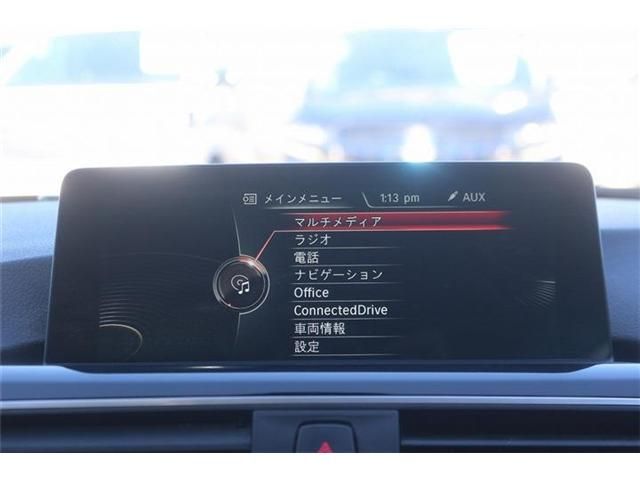 メインメニュー 1:13 pm AUX
マルチメディア
ラジオ
電話
ナビゲーション
Office
ConnectedDrive
車両情報
設定